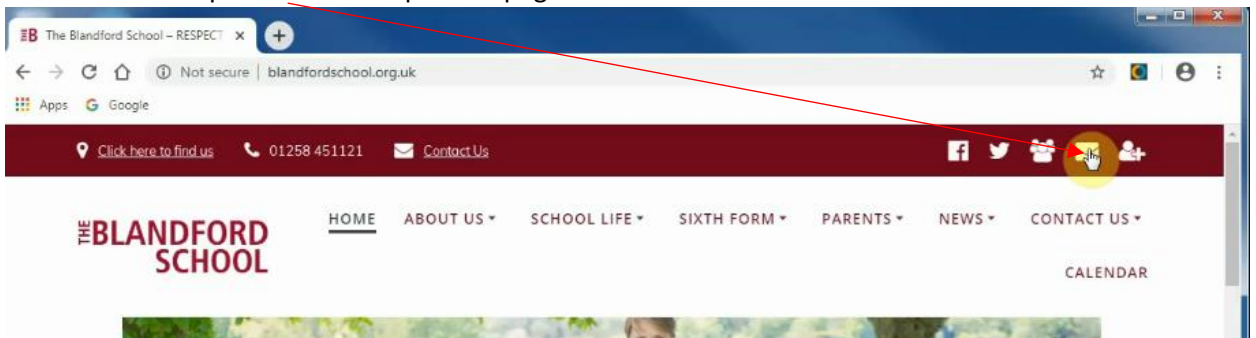 The Blandford School – RESPECT
Not secure | blandfordschool.org.uk
Apps Google
Click here to find us 01258 451121 Contact Us
THE BLANDFORD SCHOOL
HOME ABOUT US SCHOOL LIFE SIXTH FORM PARENTS NEWS CONTACT US
CALENDAR